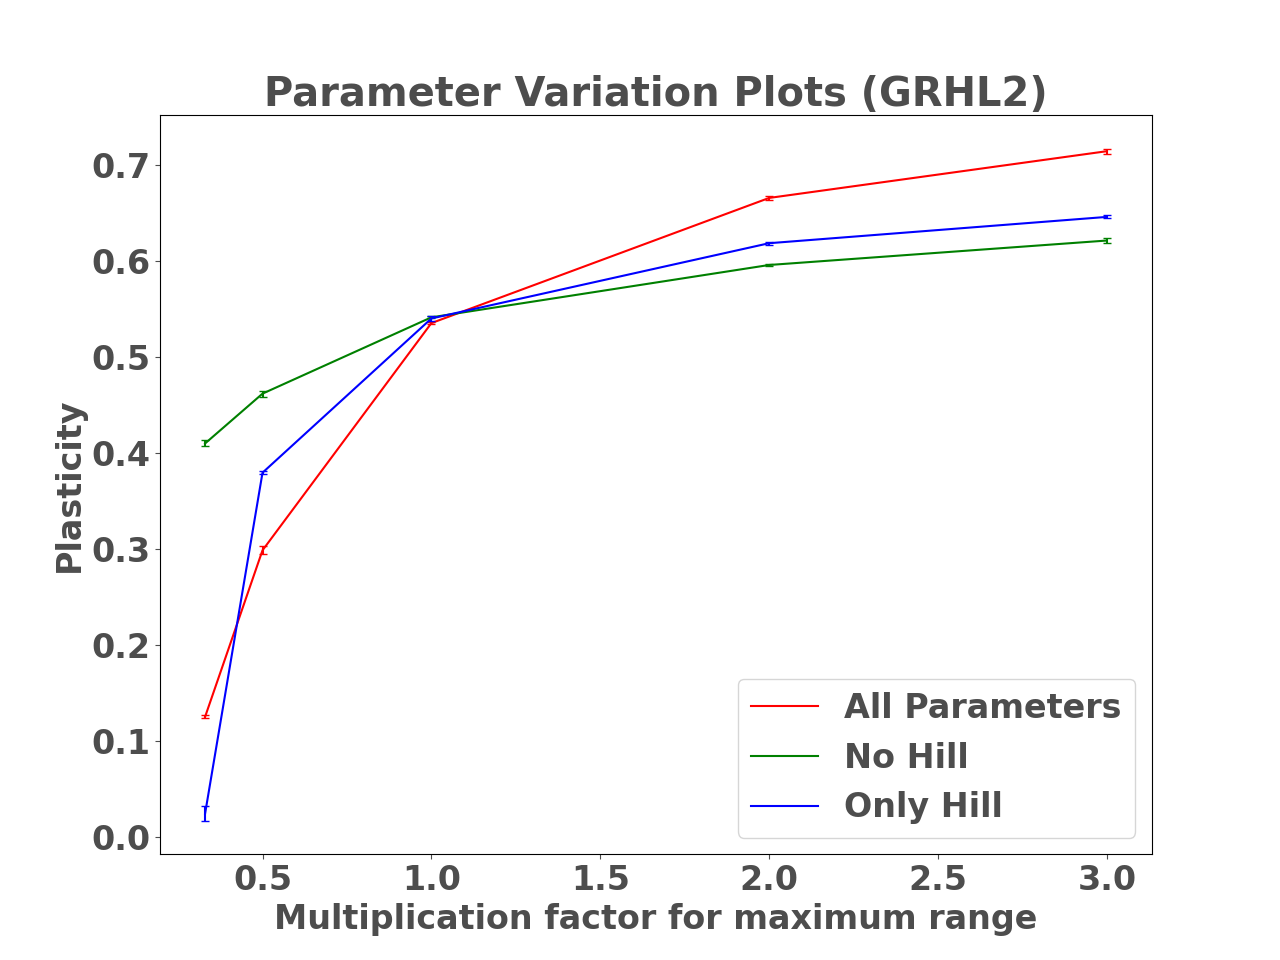 Parameter Variation Plots (GRHL2)
Plasticity
0.7
0.6
0.5
0.4
0.3
0.2
0.1
0.0
All Parameters
No Hill
Only Hill
0.5 1.0 1.5 2.0 2.5 3.0
Multiplication factor for maximum range